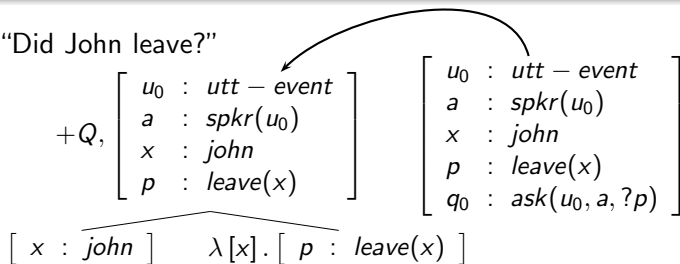 “Did John leave?”
+Q, [ u₀ : utt − event
a : spkr(u₀)
x : john
p : leave(x) ]
[ u₀ : utt − event
a : spkr(u₀)
x : john
p : leave(x)
q₀ : ask(u₀, a, ?p) ]
[ x : john ] λ [x] . [ p : leave(x) ]